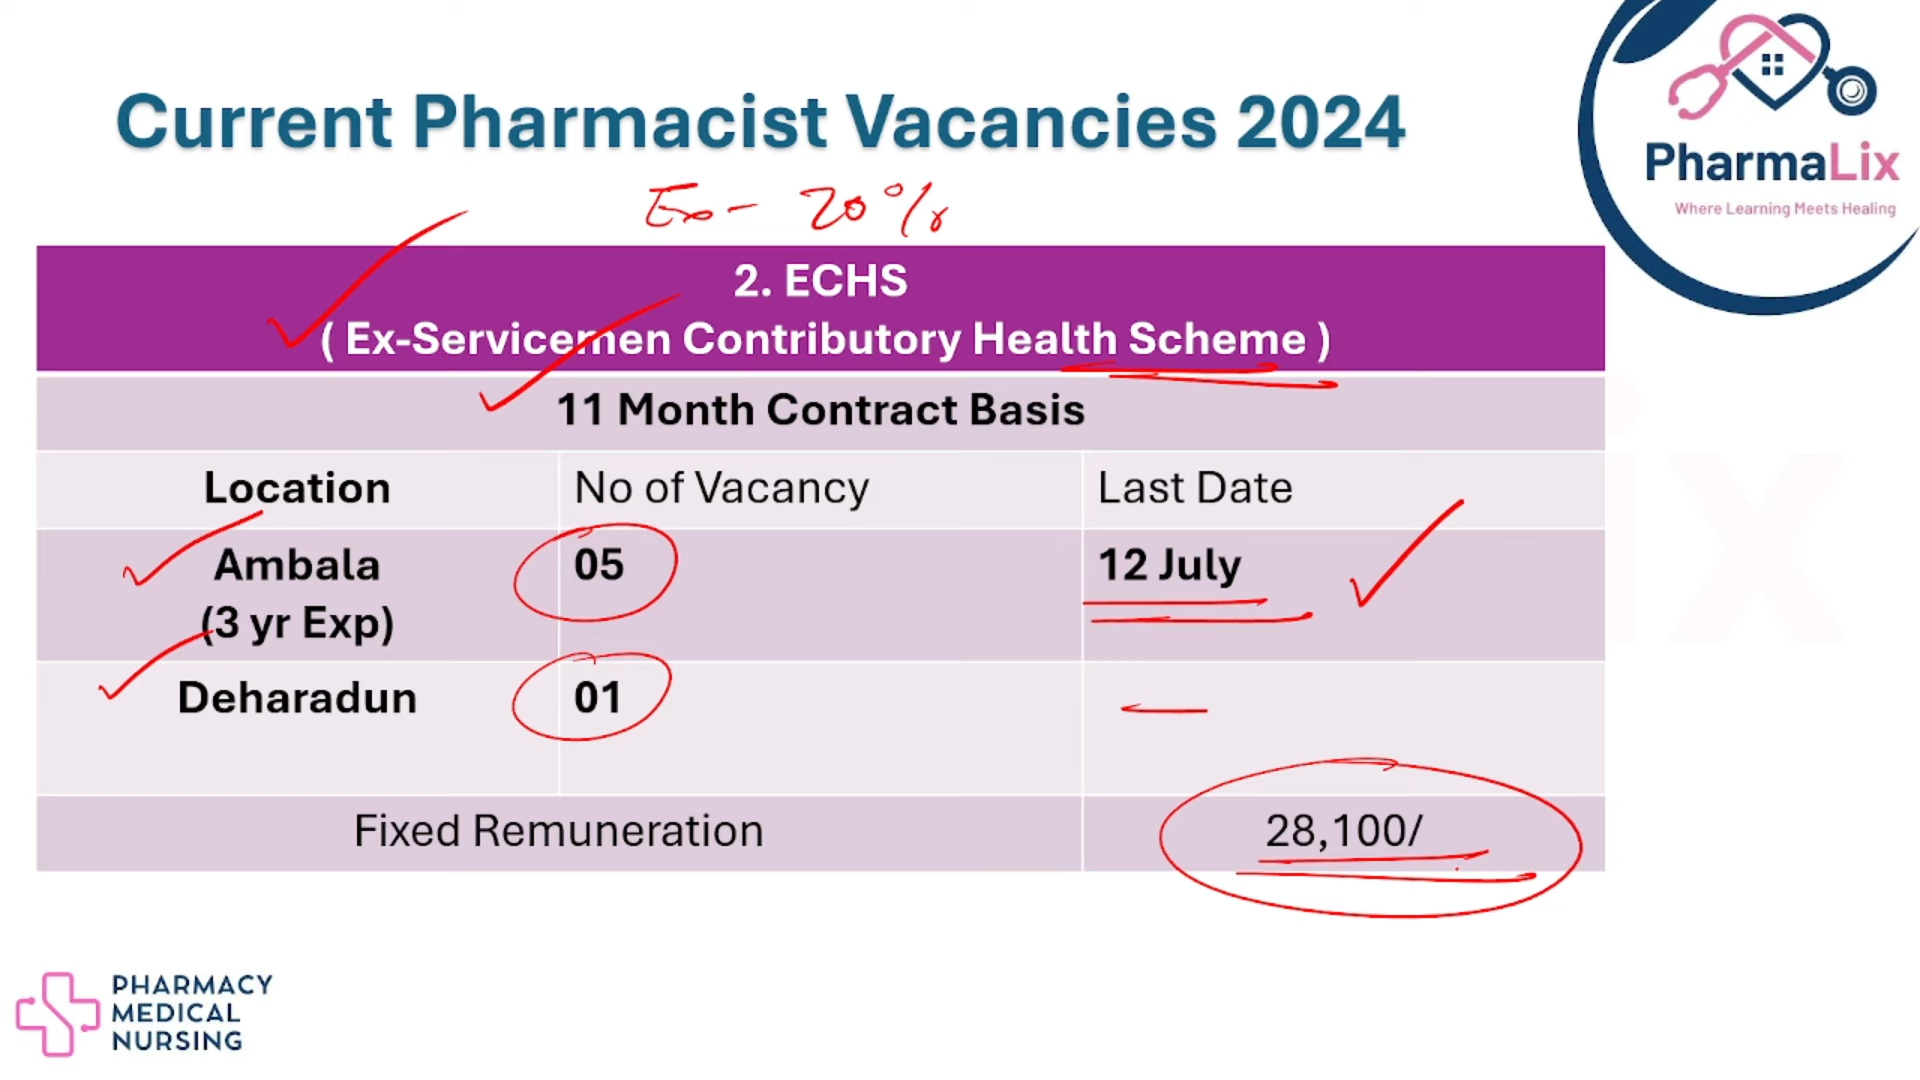 Current Pharmacist Vacancies 2024
PharmaLix
Where Learning Meets Healing
20%
2. ECHS
( Ex-Servicemen Contributory Health Scheme )
11 Month Contract Basis
Location No of Vacancy Last Date
Ambala 05 12 July
(3 yr Exp)
Deharadun 01
Fixed Remuneration 28,100/
PHARMACY
MEDICAL
NURSING